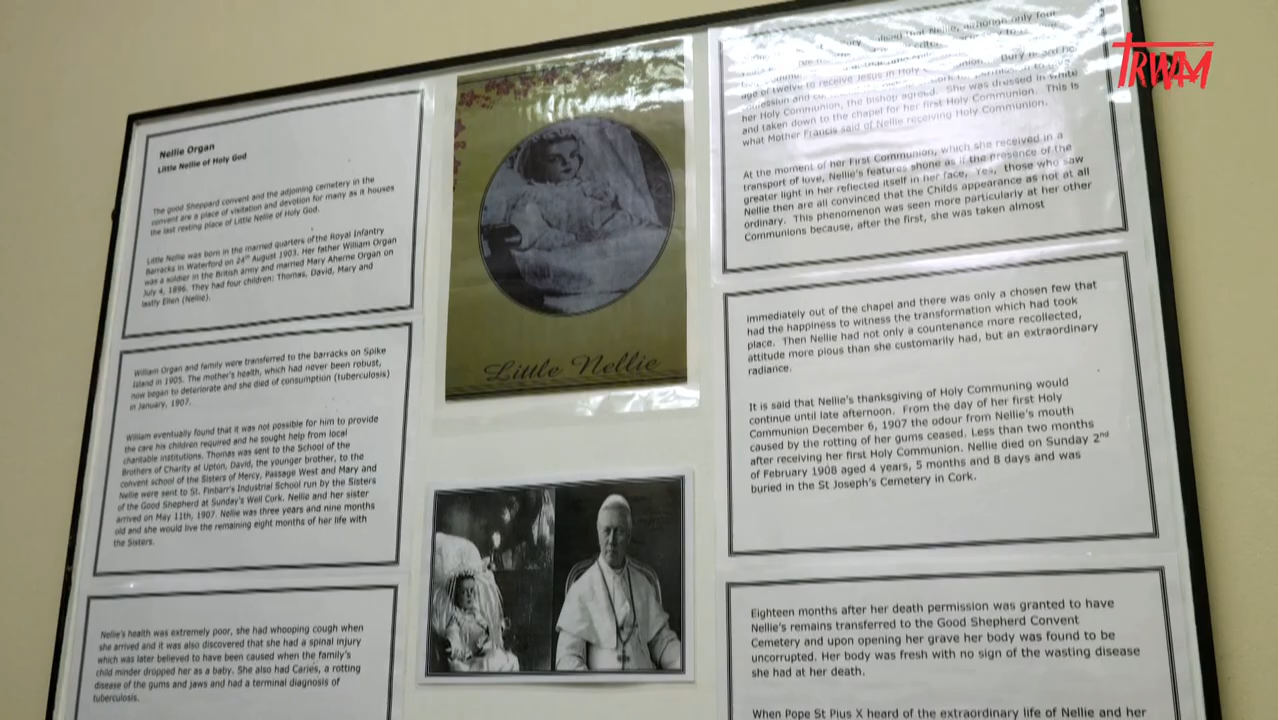 Nellie Organ
Little Nellie of Holy God
The good Sheppard convent and the adjoining cemetery in the
convent are a place of visitation and devotion for many as it houses
the last resting place of Little Nellie of Holy God.
Little Nellie was born in the married quarters of the Royal Infantry
Barracks in Waterford on 24th August 1903. Her father William Organ
was a soldier in the British army and married Mary Aherne Organ on
July 4, 1896. They had four children: Thomas, David, Mary and
lastly Ellen (Nellie).
William Organ and family were transferred to the barracks on Spike
Island in 1905. The mother's health, which had never been robust,
now began to deteriorate and she died of consumption (tuberculosis)
in January, 1907.
William eventually found that it was not possible for him to provide
the care his children required and he sought help from local
charitable institutions. Thomas was sent to the School of the
Brothers of Charity at Upton, David, the younger brother, to the
convent school of the Sisters of Mercy, Passage West and Mary and
Nellie were sent to St. Finbarr's Industrial School run by the Sisters
of the Good Shepherd at Sunday's Well Cork. Nellie and her sister
arrived on May 11th, 1907. Nellie was three years and nine months
old and she would live the remaining eight months of her life with
the Sisters.
Nellie's health was extremely poor, she had whooping cough when
she arrived and it was also discovered that she had a spinal injury
which was later believed to have been caused when the family's
child minder dropped her as a baby. She also had Caries, a rotting
disease of the gums and jaws and had a terminal diagnosis of
tuberculosis.
Little Nellie
that Nellie, although only four
age of twelve to receive Jesus in Holy
her Holy Communion, the bishop agreed. She was dressed in white
and taken down to the chapel for her first Holy Communion. This is
what Mother Francis said of Nellie receiving Holy Communion.
At the moment of her First Communion, which she received in a
transport of love, Nellie's features shone as if the presence of the
greater light in her reflected itself in her face. Yes, those who saw
Nellie then are all convinced that the Childs appearance as not at all
ordinary. This phenomenon was seen more particularly at her other
Communions because, after the first, she was taken almost
immediately out of the chapel and there was only a chosen few that
had the happiness to witness the transformation which had took
place. Then Nellie had not only a countenance more recollected,
attitude more pious than she customarily had, but an extraordinary
radiance.
It is said that Nellie's thanksgiving of Holy Communing would
continue until late afternoon. From the day of her first Holy
Communion December 6, 1907 the odour from Nellie's mouth
caused by the rotting of her gums ceased. Less than two months
after receiving her first Holy Communion. Nellie died on Sunday 2nd
of February 1908 aged 4 years, 5 months and 8 days and was
buried in the St Joseph's Cemetery in Cork.
Eighteen months after her death permission was granted to have
Nellie's remains transferred to the Good Shepherd Convent
Cemetery and upon opening her grave her body was found to be
uncorrupted. Her body was fresh with no sign of the wasting disease
she had at her death.
When Pope St Pius X heard of the extraordinary life of Nellie and her
TRWAM